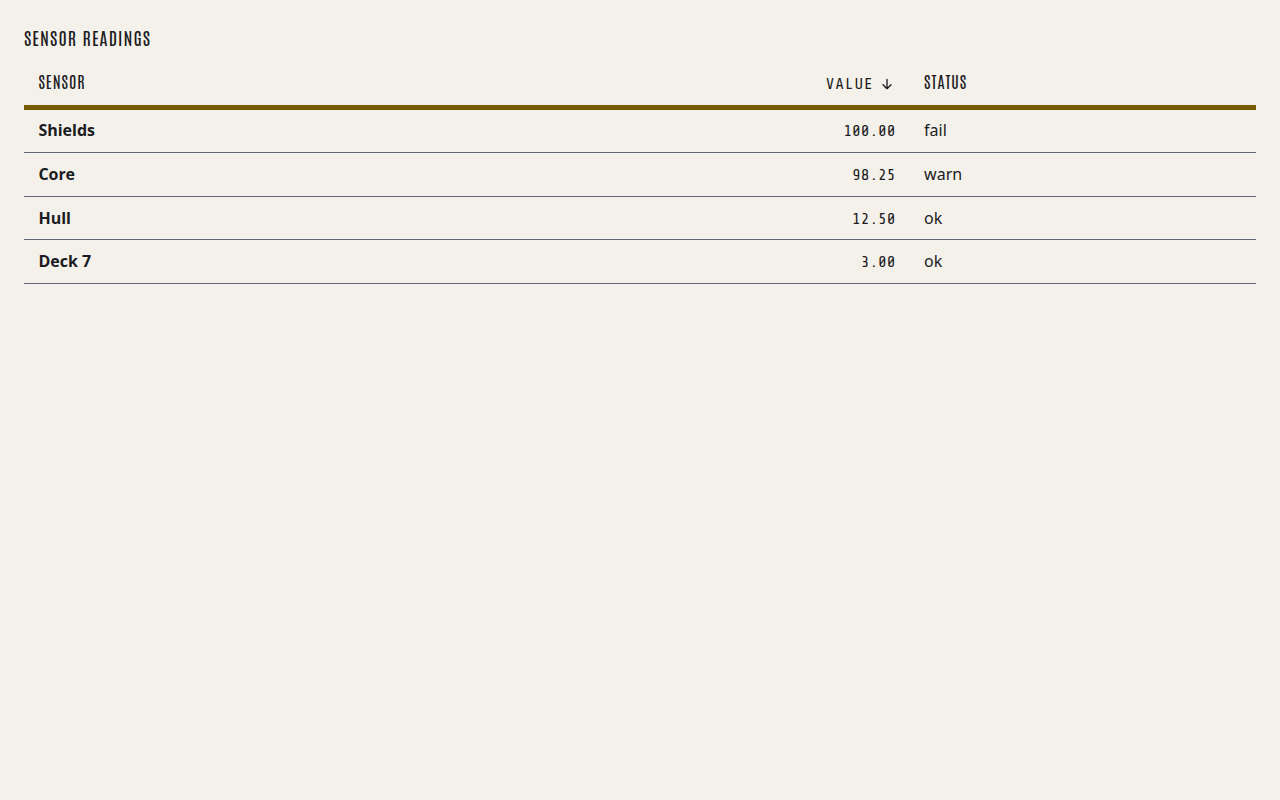 SENSOR READINGS
SENSOR VALUE ↓ STATUS
Shields 100.00 fail
Core 98.25 warn
Hull 12.50 ok
Deck 7 3.00 ok